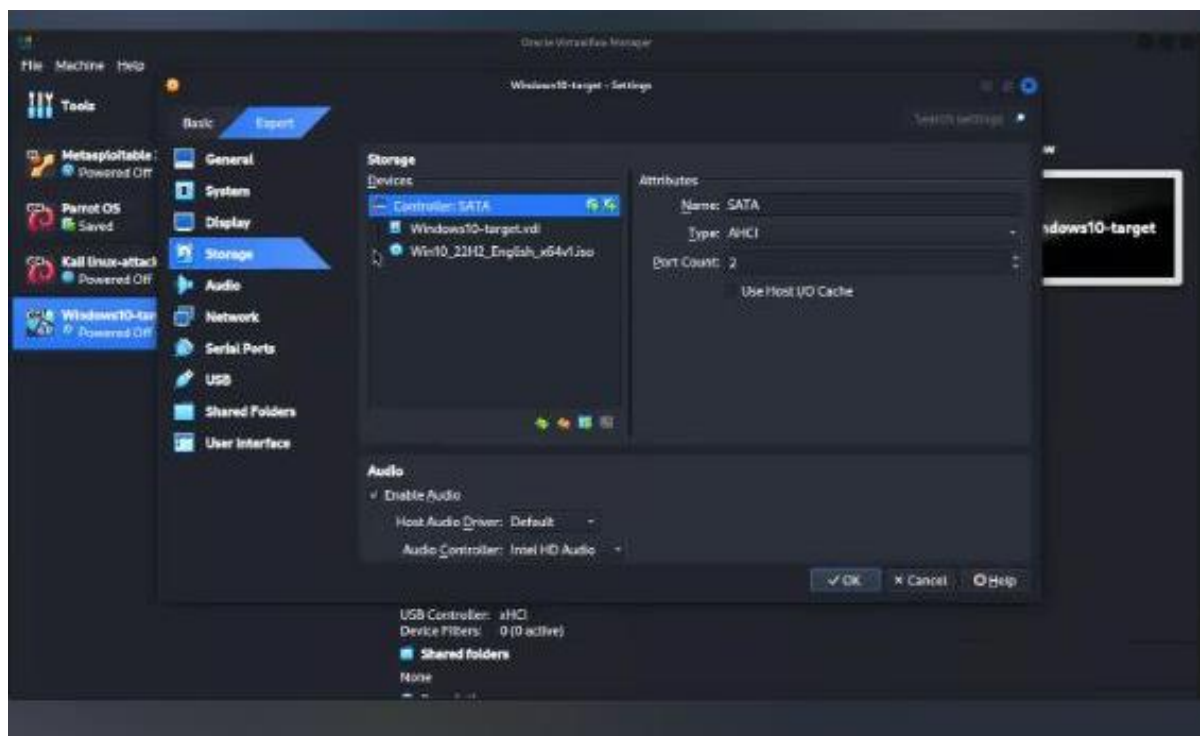 Oracle VirtualBox Manager
File Machine Help
Windows10-target - Settings
Tools
Basic Expert
Search settings
Metasploitable
Powered Off
Parrot OS
Saved
Kali linux-attack
Powered Off
Windows10-tar
Powered Off
General
System
Display
Storage
Audio
Network
Serial Ports
USB
Shared Folders
User Interface
Storage
Devices
Controller: SATA
Windows10-target.vdi
Win10_22H2_English_x64v1.iso
Attributes
Name: SATA
Type: AHCI
Port Count: 2
Use Host I/O Cache
ndows10-target
Audio
Enable Audio
Host Audio Driver: Default
Audio Controller: Intel HD Audio
OK Cancel Help
USB Controller: xHCI
Device Filters: 0 (0 active)
Shared folders
None